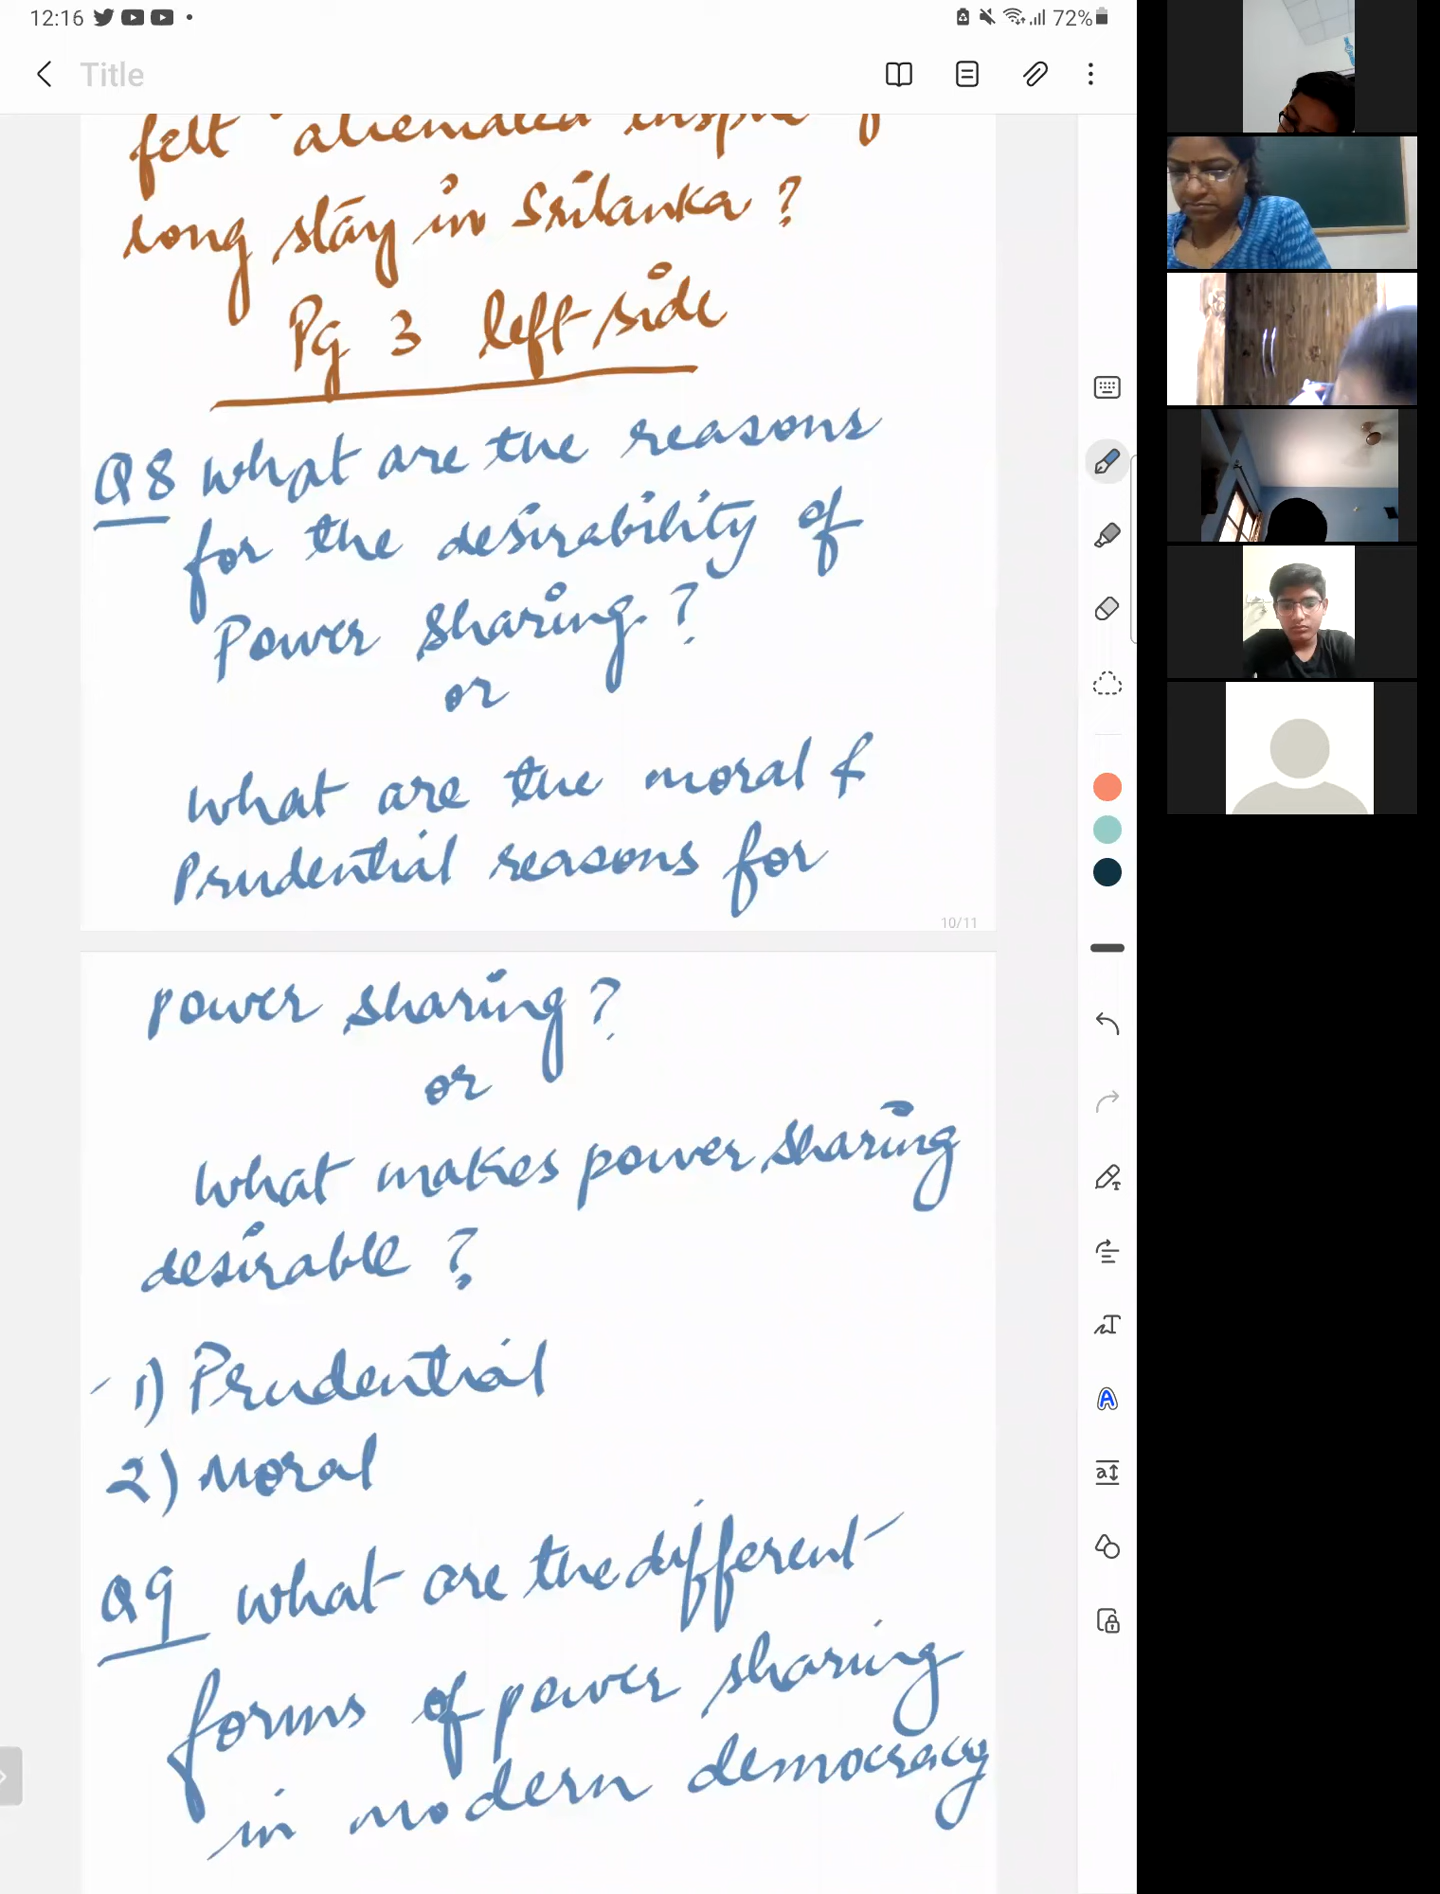 12:16
72%
Title
felt alienated inspite of
long stay in Srilanka ?
Pg 3 left side
Q8 What are the reasons
for the desirability of
Power sharing ?
or
What are the moral &
Prudential reasons for
10/11
power sharing ?
or
What makes power sharing
desirable ?
1) Prudential
2) Moral
Q9 What are the different
forms of power sharing
in modern democracy